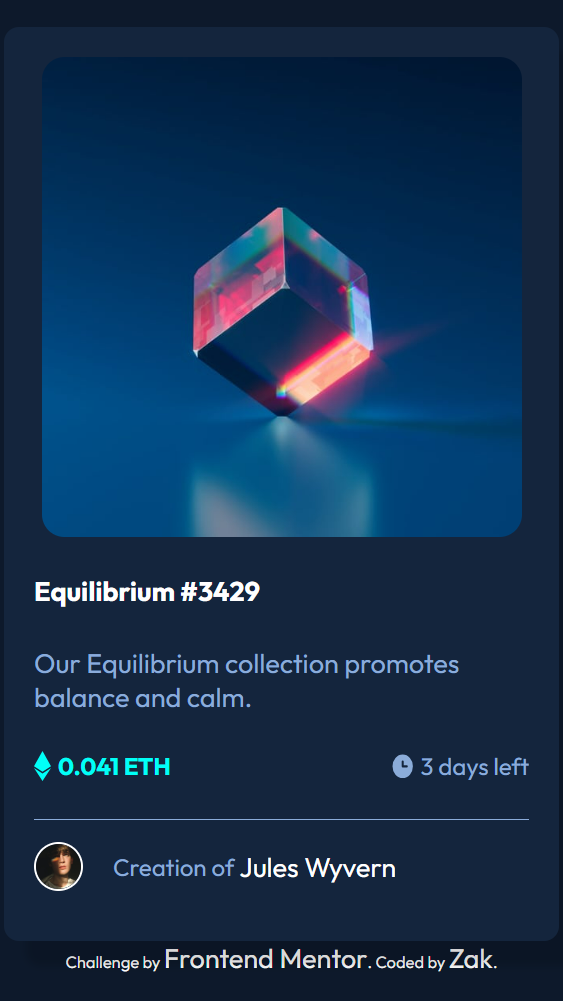 Equilibrium #3429
Our Equilibrium collection promotes
balance and calm.
0.041 ETH
3 days left
Creation of Jules Wyvern
Challenge by Frontend Mentor. Coded by Zak.